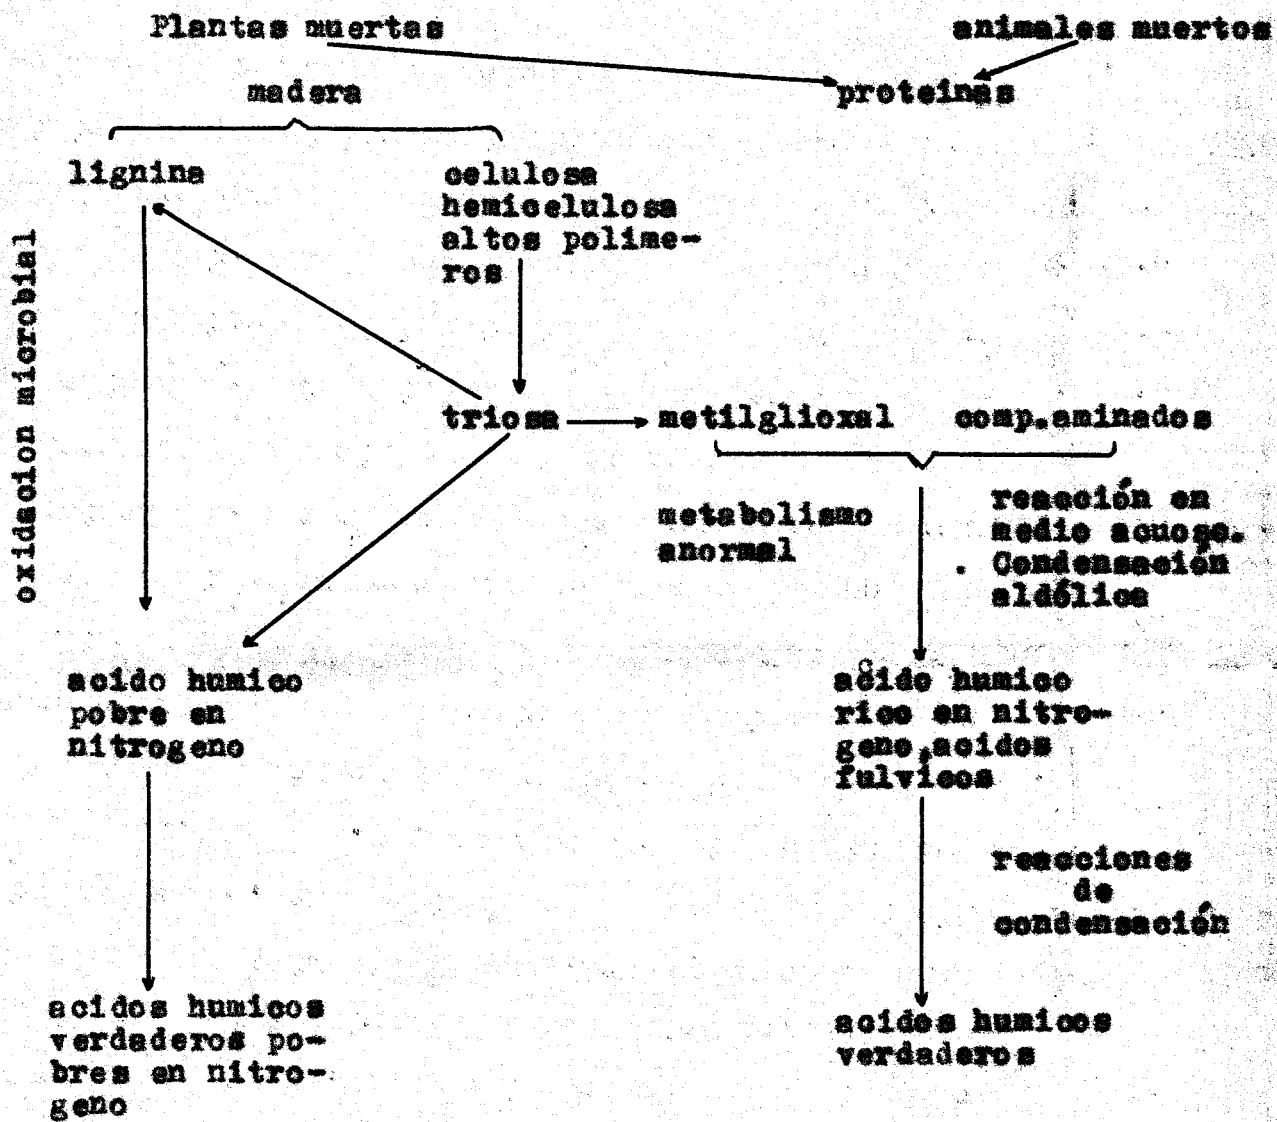 Plantas muertas
animales muertos
proteinas
madera
lignina
celulosa
hemicelulosa
altos polime-
ros
oxidacion microbial
triosa
metilglioxal
comp.aminados
metabolismo
anormal
reacción en
medio acuoso.
. Condensación
aldólica
acido humico
pobre en
nitrogeno
acido humico
rico en nitro-
geno,acidos
fulvicos
reacciones
de
condensación
acidos humicos
verdaderos po-
bres en nitro-
geno
acidos humicos
verdaderos